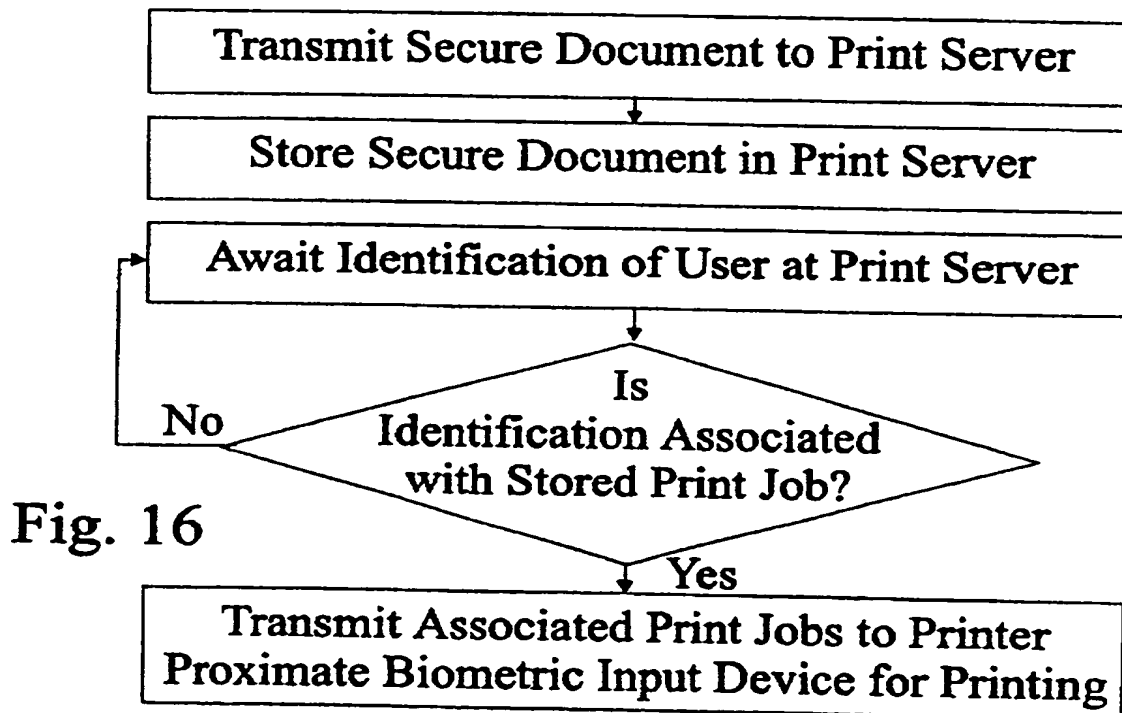 Transmit Secure Document to Print Server
Store Secure Document in Print Server
Await Identification of User at Print Server
Is
Identification Associated
with Stored Print Job?
No
Fig. 16
Yes
Transmit Associated Print Jobs to Printer
Proximate Biometric Input Device for Printing